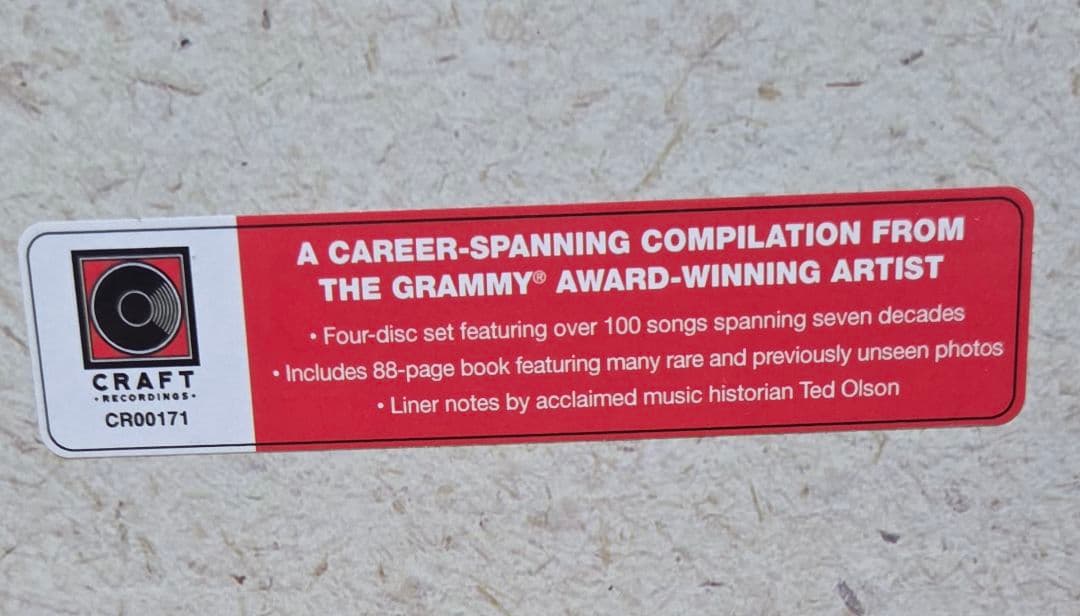 CRAFT
• RECORDINGS •
CR00171
A CAREER-SPANNING COMPILATION FROM
THE GRAMMY® AWARD-WINNING ARTIST
• Four-disc set featuring over 100 songs spanning seven decades
• Includes 88-page book featuring many rare and previously unseen photos
• Liner notes by acclaimed music historian Ted Olson